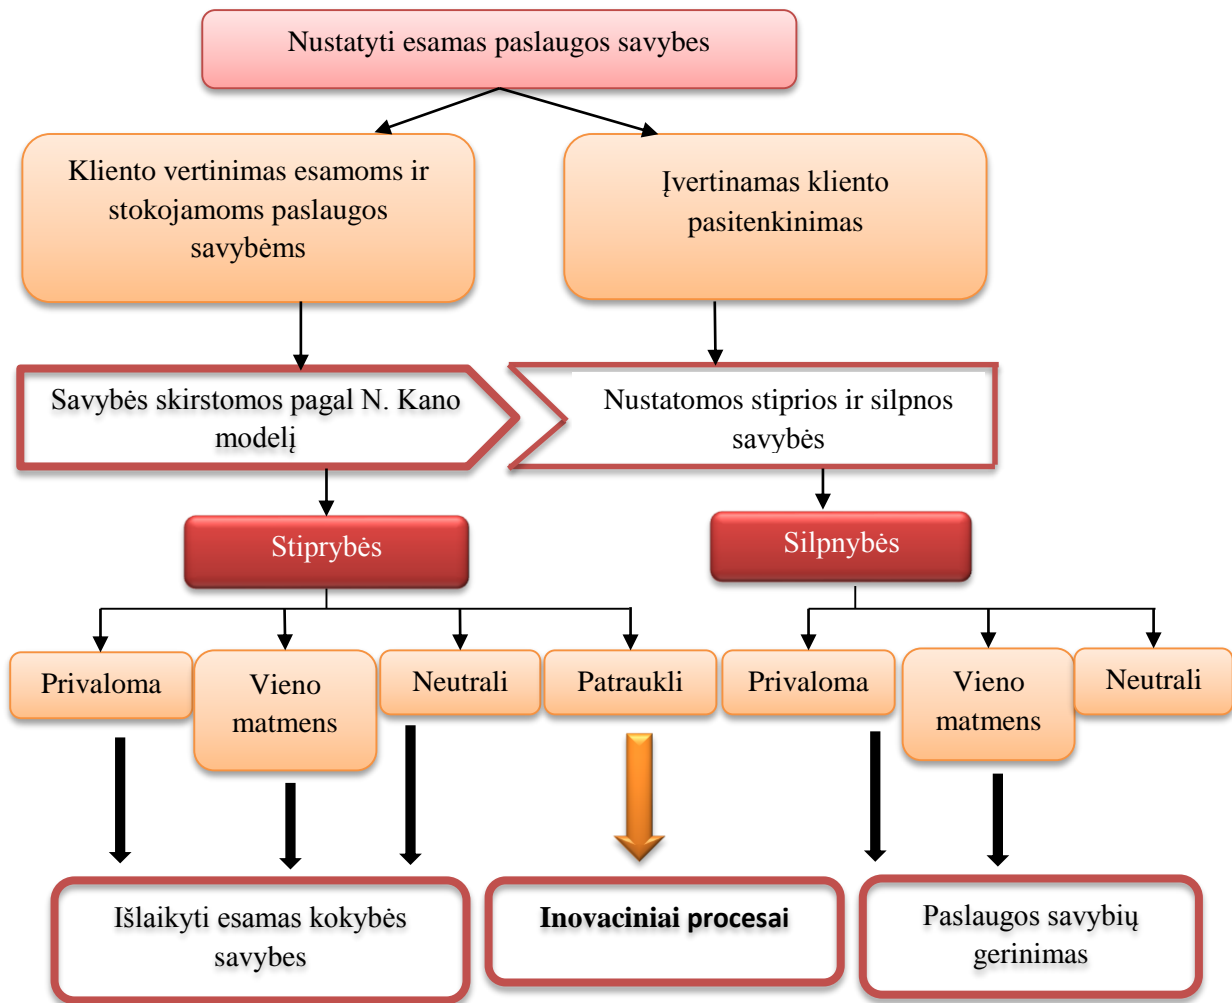 Nustatyti esamas paslaugos savybes
Kliento vertinimas esamoms ir
stokojamoms paslaugos
savybėms
Įvertinamas kliento
pasitenkinimas
Savybės skirstomos pagal N. Kano
modelį
Nustatomos stiprios ir silpnos
savybės
Stiprybės
Silpnybės
Privaloma
Vieno
matmens
Neutrali
Patraukli
Privaloma
Vieno
matmens
Neutrali
Išlaikyti esamas kokybės
savybes
Inovaciniai procesai
Paslaugos savybių
gerinimas